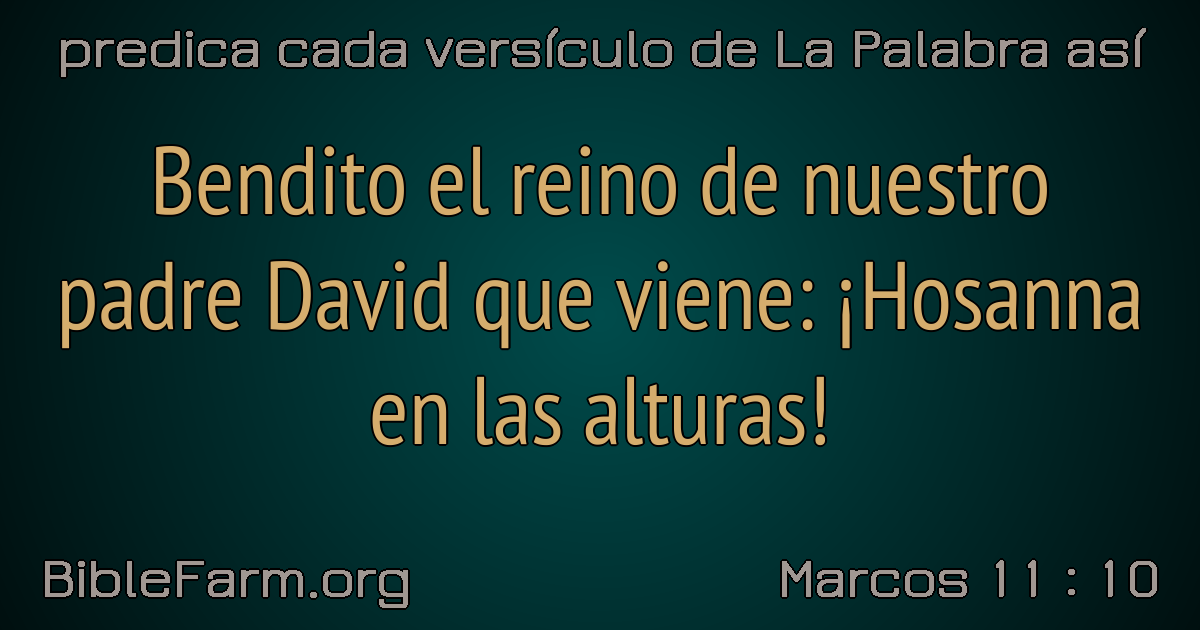 predica cada versículo de La Palabra así
Bendito el reino de nuestro
padre David que viene: ¡Hosanna
en las alturas!
BibleFarm.org
Marcos 11 : 10